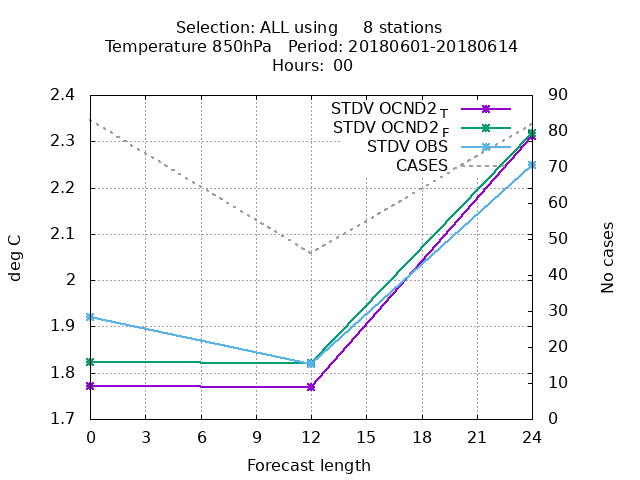 Selection: ALL using     8 stations
Temperature 850hPa   Period: 20180601-20180614
Hours:  00
STDV OCND2 T
STDV OCND2 F
STDV OBS
CASES
2.4
2.3
2.2
2.1
2
1.9
1.8
1.7
deg C
90
80
70
60
50
40
30
20
10
0
No cases
0 3 6 9 12 15 18 21 24
Forecast length